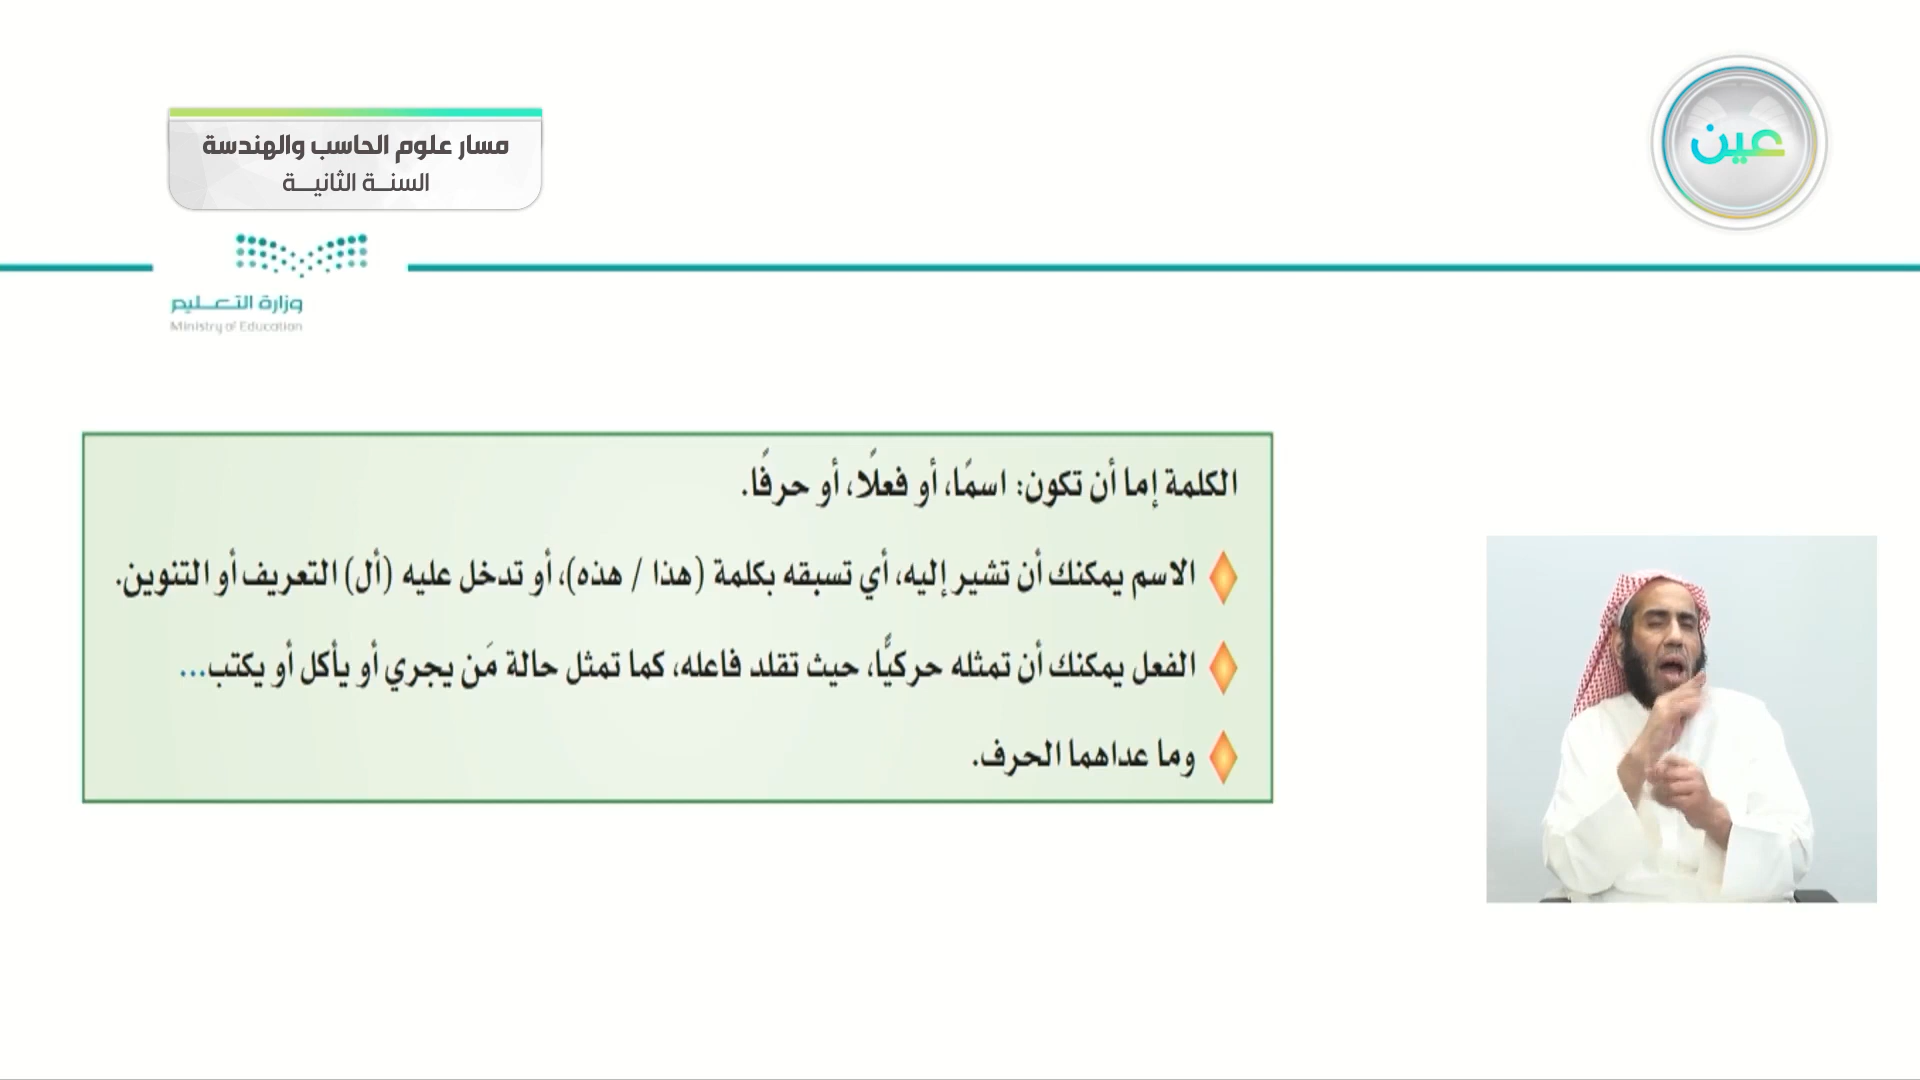 عين
مسار علوم الحاسب والهندسة
السنة الثانية
وزارة التعليم
Ministry of Education
الكلمة إما أن تكون: اسمًا، أو فعلًا، أو حرفًا.
الاسم يمكنك أن تشير إليه، أي تسبقه بكلمة (هذا / هذه)، أو تدخل عليه (أل) التعريف أو التنوين.
الفعل يمكنك أن تمثله حركيًّا، حيث تقلد فاعله، كما تمثل حالة مَن يجري أو يأكل أو يكتب...
وما عداهما الحرف.